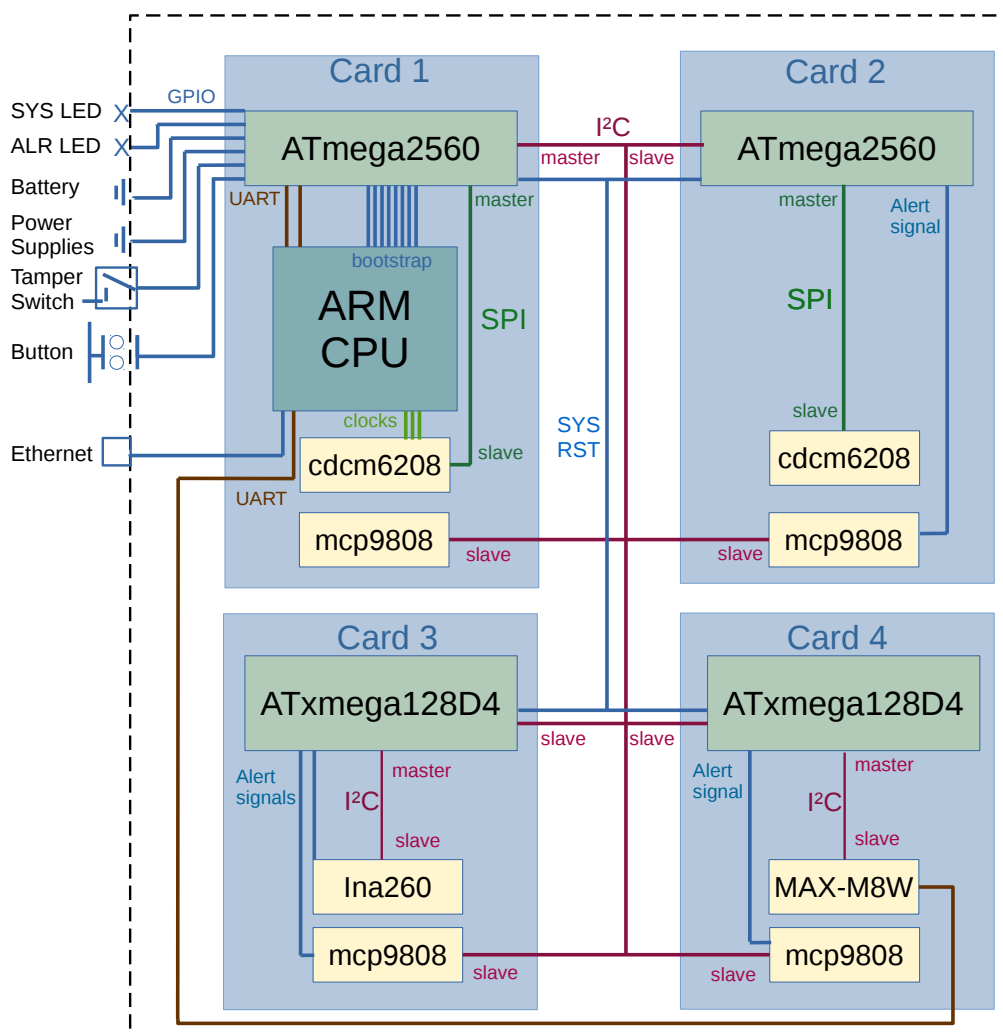 Card 1
Card 2
SYS LED
X
GPIO
ALR LED
X
ATmega2560
I²C
master
slave
ATmega2560
Battery
UART
master
master
Alert
signal
Power
Supplies
bootstrap
Tamper
Switch
ARM
CPU
SPI
SPI
Button
clocks
slave
SYS
RST
Ethernet
cdcm6208
slave
cdcm6208
UART
mcp9808
slave
slave
mcp9808
Card 3
Card 4
ATxmega128D4
ATxmega128D4
slave
slave
Alert
signals
master
I²C
slave
Alert
signal
master
I²C
slave
Ina260
MAX-M8W
mcp9808
slave
slave
mcp9808